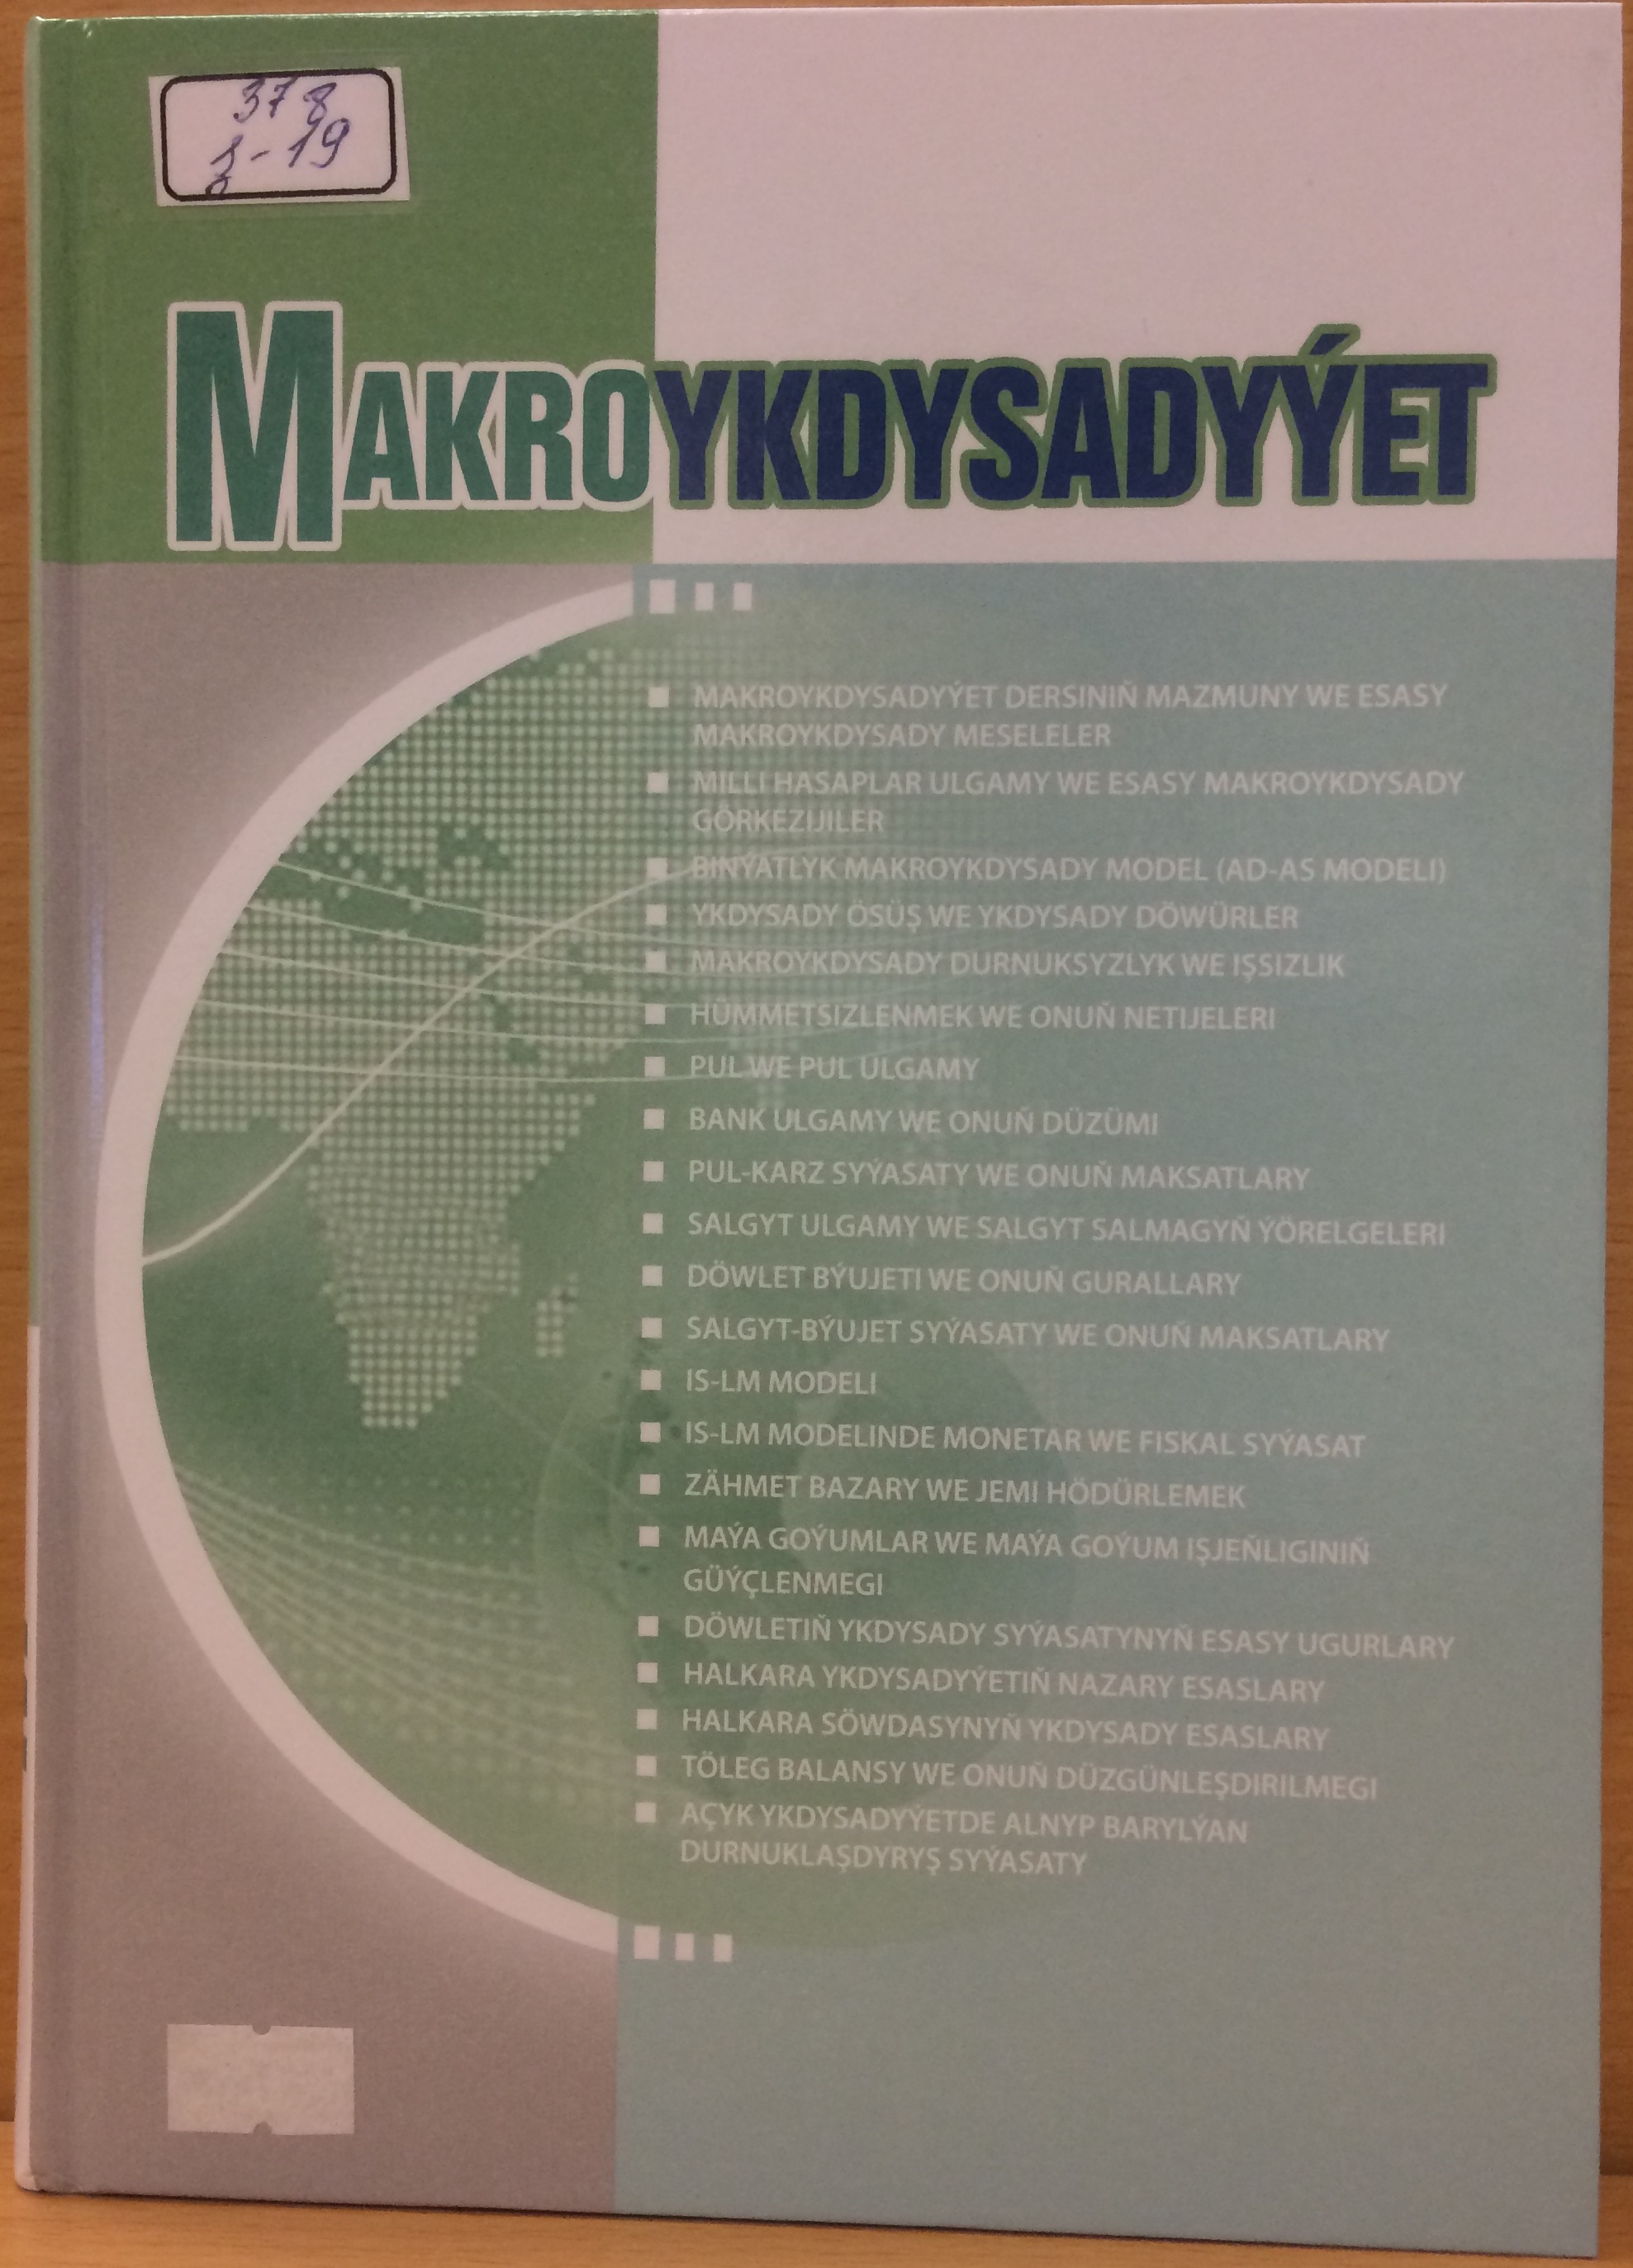 378
-19
MAKROYKDYSADYÝET
MAKROYKDYSADYÝET DERSINIŇ MAZMUNY WE ESASY
MAKROYKDYSADY MESELELER
MILLI HASAPLAR ULGAMY WE ESASY MAKROYKDYSADY
GÖRKEZIJILER
BINÝATLYK MAKROYKDYSADY MODEL (AD-AS MODELI)
YKDYSADY ÖSÜŞ WE YKDYSADY DÖWÜRLER
MAKROYKDYSADY DURNUKSYZLYK WE IŞSIZLIK
HÜMMETSIZLENMEK WE ONUŇ NETIJELERI
PUL WE PUL ULGAMY
BANK ULGAMY WE ONUŇ DÜZÜMI
PUL-KARZ SYÝASATY WE ONUŇ MAKSATLARY
SALGYT ULGAMY WE SALGYT SALMAGYŇ ÝÖRELGELERI
DÖWLET BÝUJETI WE ONUŇ GURALLARY
SALGYT-BÝUJET SYÝASATY WE ONUŇ MAKSATLARY
IS-LM MODELI
IS-LM MODELINDE MONETAR WE FISKAL SYÝASAT
ZÄHMET BAZARY WE JEMI HÖDÜRLEMEK
MAÝA GOÝUMLAR WE MAÝA GOÝUM IŞJEŇLIGINIŇ
GÜÝÇLENMEGI
DÖWLETIŇ YKDYSADY SYÝASATYNYŇ ESASY UGURLARY
HALKARA YKDYSADYÝETIŇ NAZARY ESASLARY
HALKARA SÖWDASYNYŇ YKDYSADY ESASLARY
TÖLEG BALANSY WE ONUŇ DÜZGÜNLEŞDIRILMEGI
AÇYK YKDYSADYÝETDE ALNYP BARYLÝAN
DURNUKLAŞDYRYŞ SYÝASATY